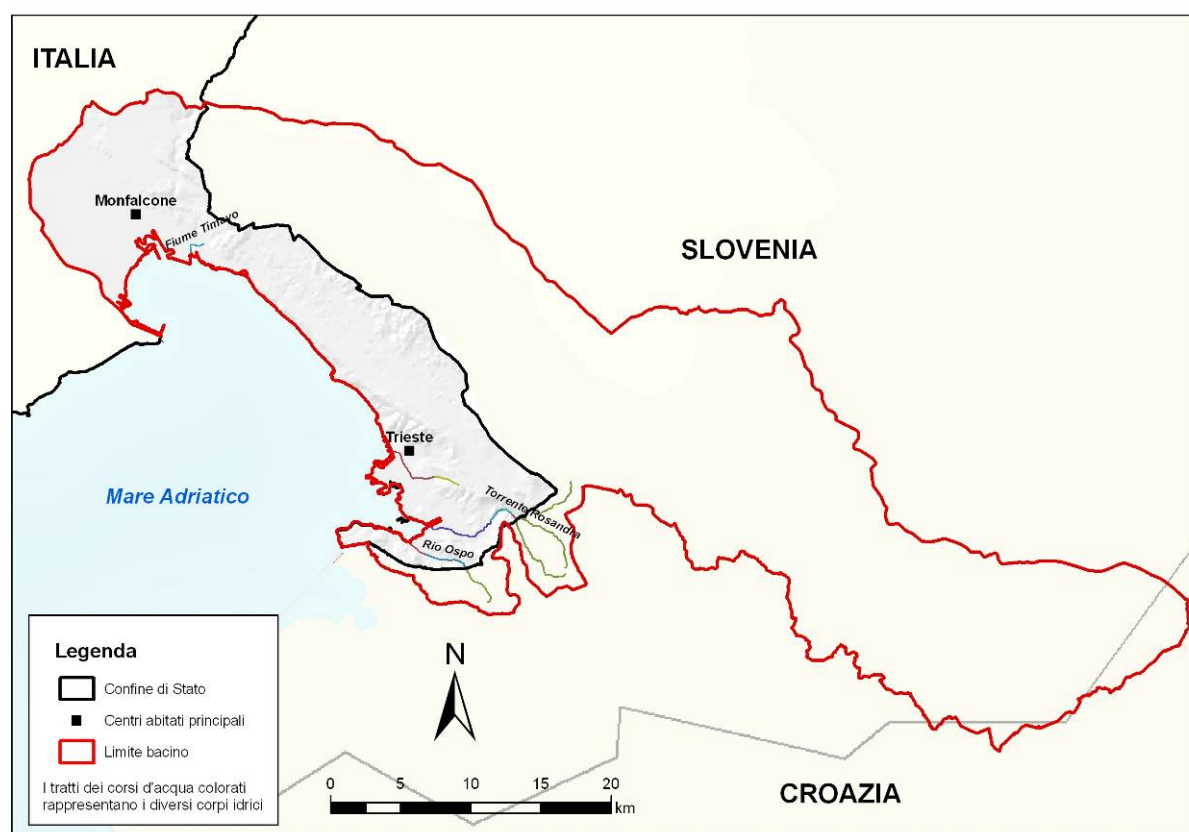 ITALIA
Monfalcone
Fiume Timavo
SLOVENIA
Trieste
Mare Adriatico
Torrente Rosandra
Rio Ospo
Legenda
Confine di Stato
Centri abitati principali
Limite bacino
I tratti dei corsi d'acqua colorati
rappresentano i diversi corpi idrici
N
0 5 10 15 20
km
CROAZIA